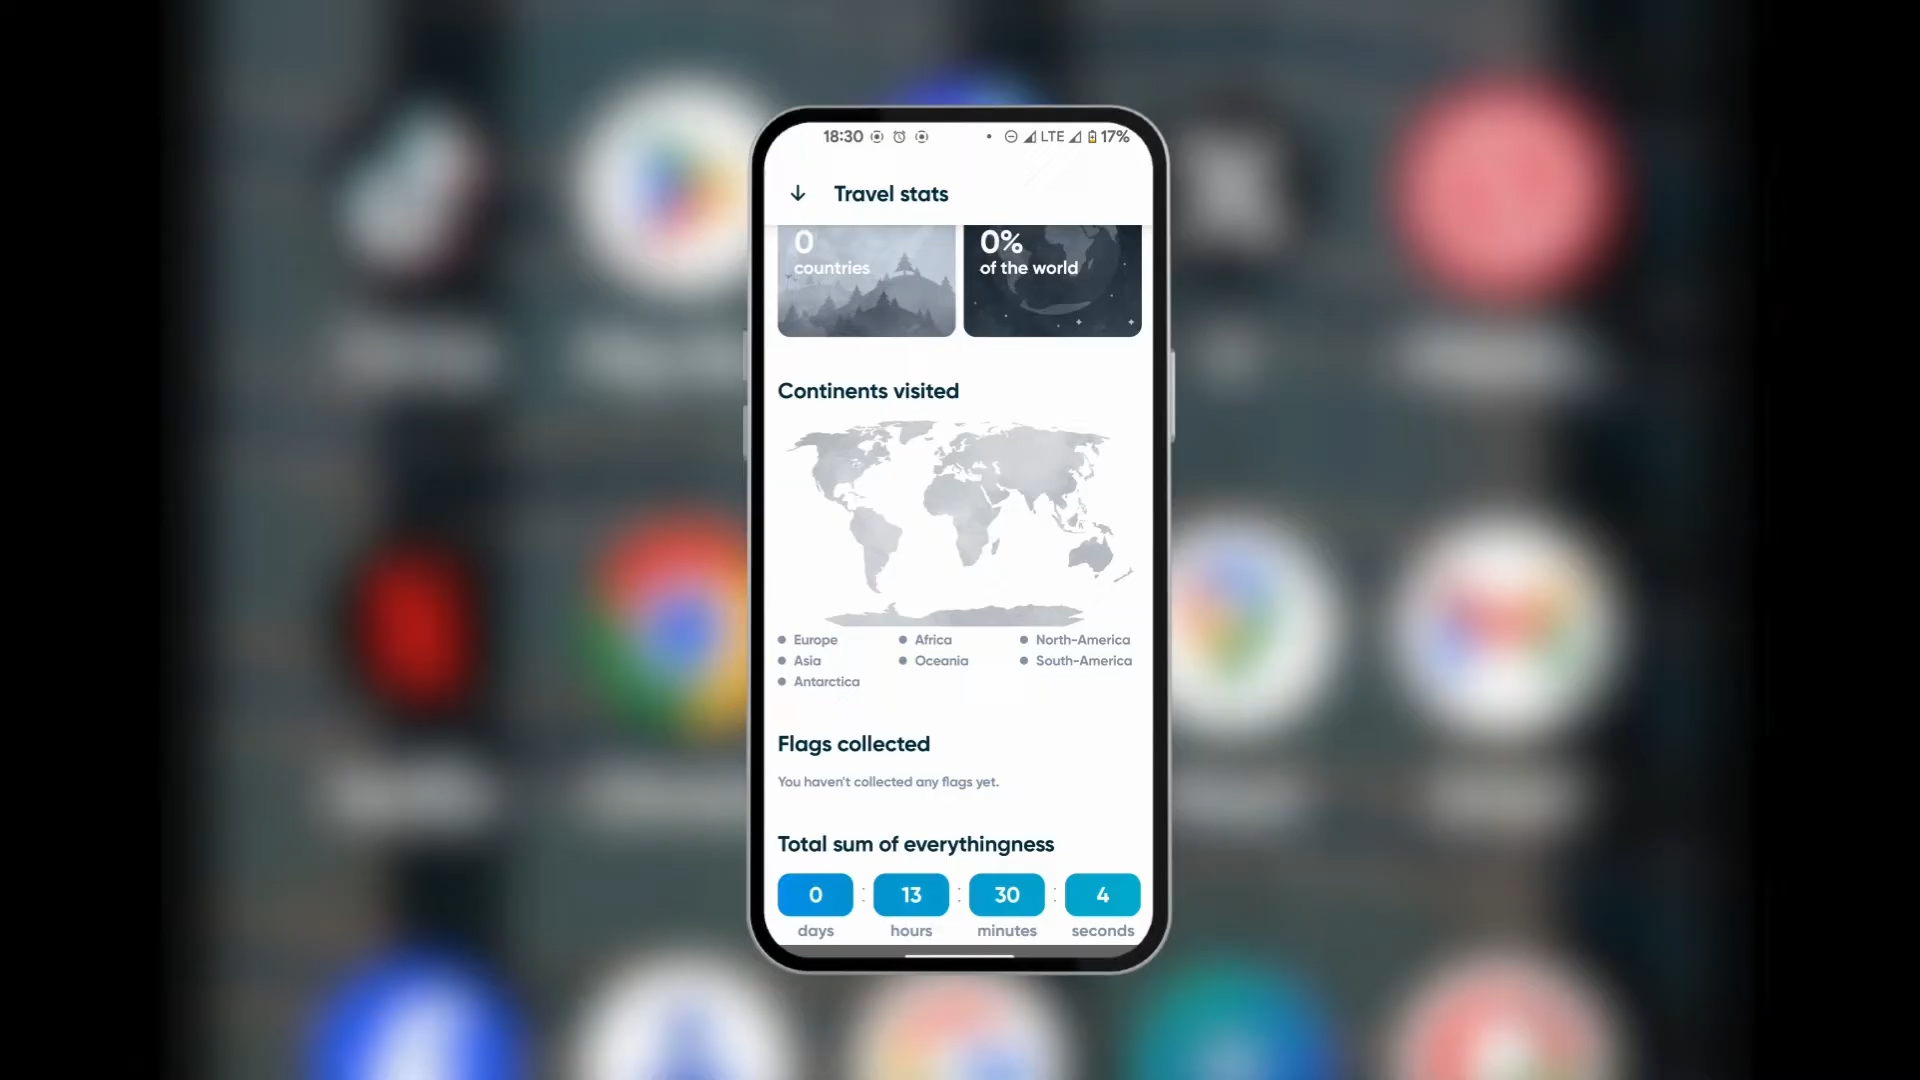 18:30 LTE 17%
Travel stats
0 0%
countries of the world
Continents visited
Europe Africa North-America
Asia Oceania South-America
Antarctica
Flags collected
You haven't collected any flags yet.
Total sum of everythingness
0 : 13 : 30 : 4
days hours minutes seconds